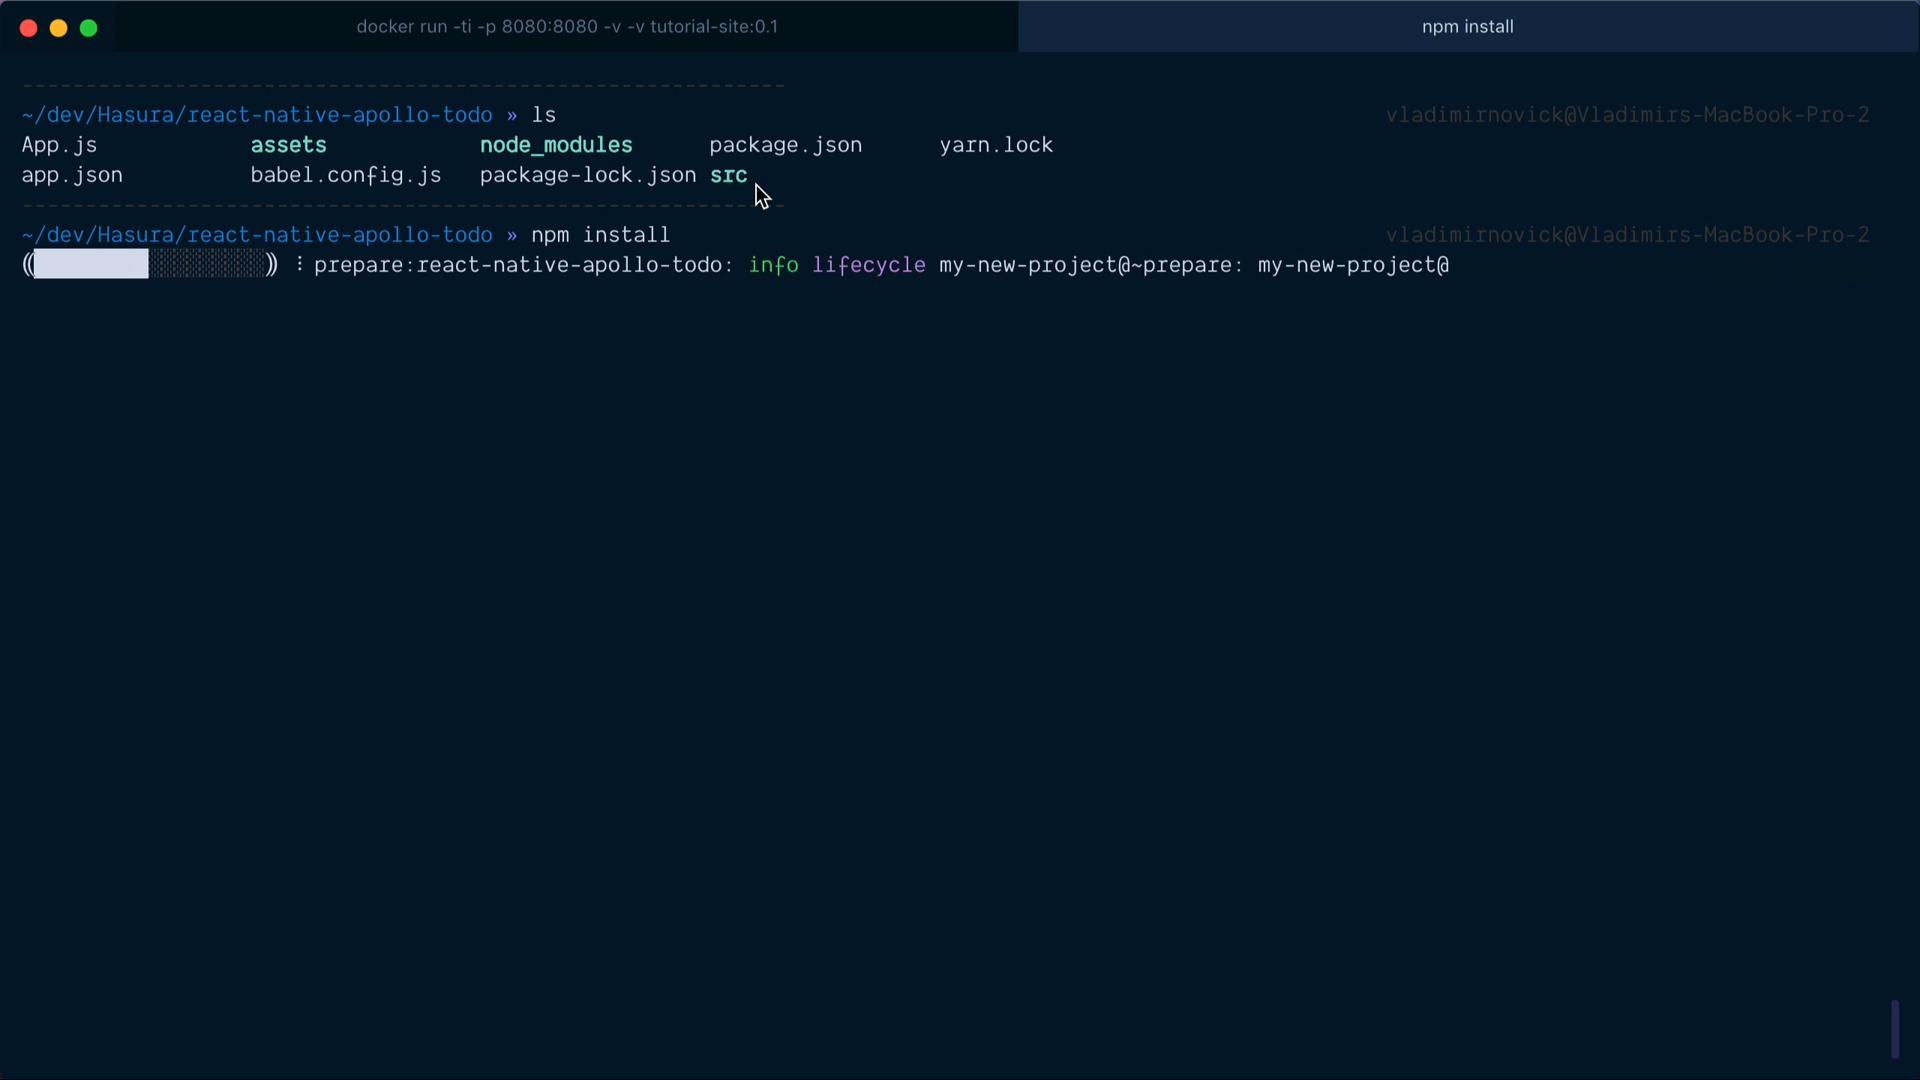 docker run -ti -p 8080:8080 -v -v tutorial-site:0.1 npm install
------------------------------------------------------------
~/dev/Hasura/react-native-apollo-todo » ls vladimirnovick@Vladimirs-MacBook-Pro-2
App.js assets node_modules package.json yarn.lock
app.json babel.config.js package-lock.json src
------------------------------------------------------------
~/dev/Hasura/react-native-apollo-todo » npm install vladimirnovick@Vladimirs-MacBook-Pro-2
(█████████░░░░░░░░░) ⠸ prepare:react-native-apollo-todo: info lifecycle my-new-project@~prepare: my-new-project@